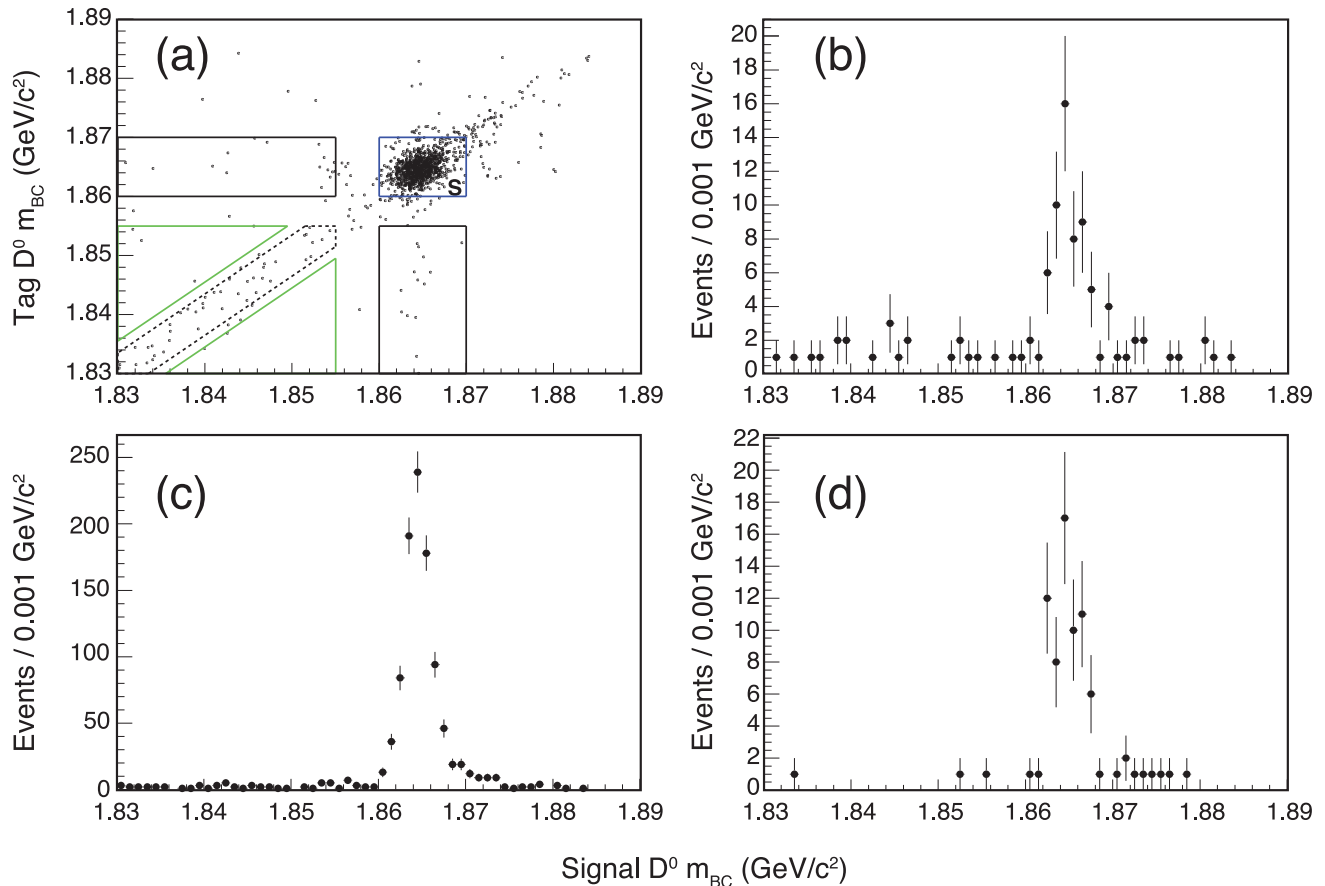 (a)
Tag D⁰ m_BC (GeV/c²)
1.89
1.88
1.87
1.86
1.85
1.84
1.83
S
1.83 1.84 1.85 1.86 1.87 1.88 1.89
(b)
Events / 0.001 GeV/c²
20
18
16
14
12
10
8
6
4
2
0
1.83 1.84 1.85 1.86 1.87 1.88 1.89
(c)
Events / 0.001 GeV/c²
250
200
150
100
50
0
1.83 1.84 1.85 1.86 1.87 1.88 1.89
(d)
Events / 0.001 GeV/c²
22
20
18
16
14
12
10
8
6
4
2
0
1.83 1.84 1.85 1.86 1.87 1.88 1.89
Signal D⁰ m_BC (GeV/c²)